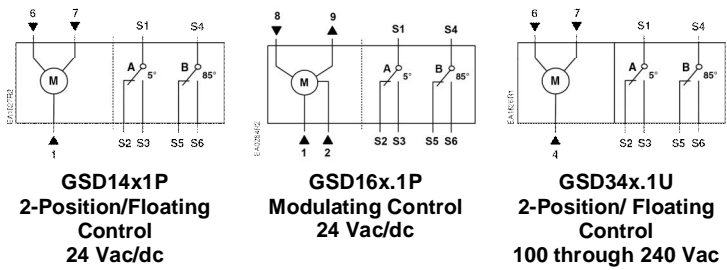 6 7 S1 S4
M A 5° B 85°
1 S2 S3 S5 S6
8 9 S1 S4
M A 5° B 85°
EA0284R2
1 2 S2 S3 S5 S6
6 7 S1 S4
M A 5° B 85°
4 S2 S3 S5 S6
GSD14x1P
2-Position/Floating
Control
24 Vac/dc
GSD16x.1P
Modulating Control
24 Vac/dc
GSD34x.1U
2-Position/ Floating
Control
100 through 240 Vac